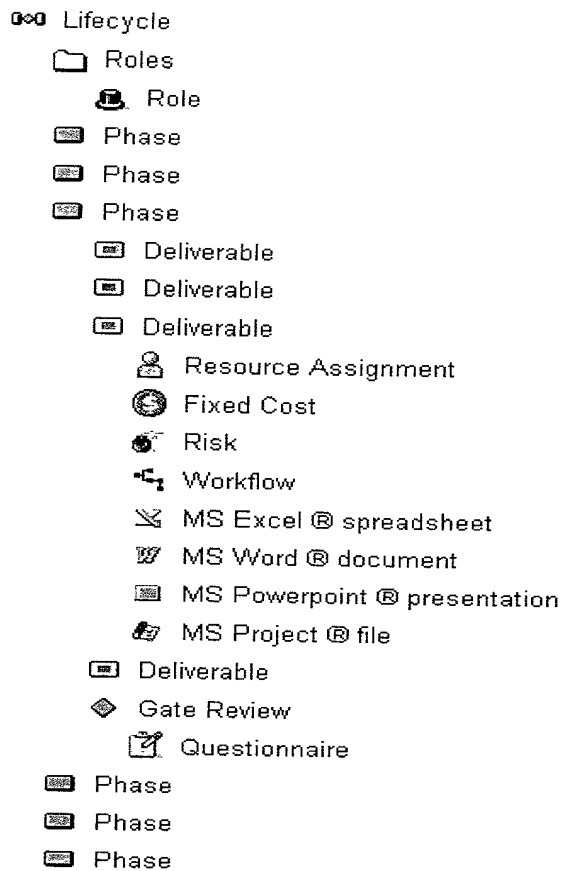 Lifecycle
Roles
Role
Phase
Phase
Phase
Deliverable
Deliverable
Deliverable
Resource Assignment
Fixed Cost
Risk
Workflow
MS Excel ® spreadsheet
MS Word ® document
MS Powerpoint ® presentation
MS Project ® file
Deliverable
Gate Review
Questionnaire
Phase
Phase
Phase